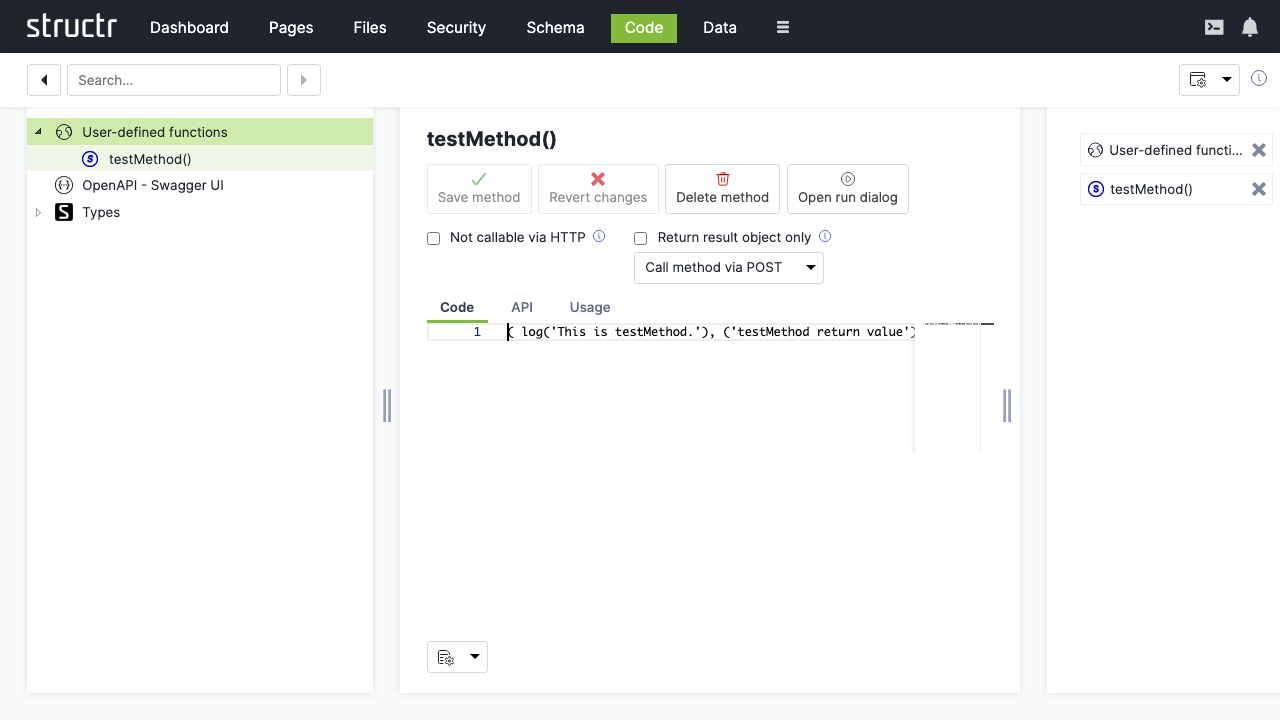 structr Dashboard Pages Files Security Schema Code Data
Search...
User-defined functions
testMethod()
OpenAPI - Swagger UI
Types
testMethod()
Save method Revert changes Delete method Open run dialog
Not callable via HTTP Return result object only
Call method via POST
Code API Usage
1 ( log('This is testMethod.'), ('testMethod return value')
User-defined functi...
testMethod()